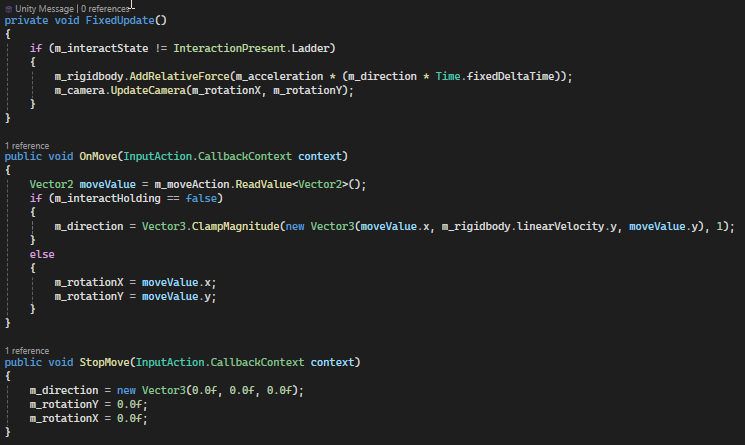 Unity Message | 0 references
private void FixedUpdate()
{
if (m_interactState != InteractionPresent.Ladder)
{
m_rigidbody.AddRelativeForce(m_acceleration * (m_direction * Time.fixedDeltaTime));
m_camera.UpdateCamera(m_rotationX, m_rotationY);
}
}
1 reference
public void OnMove(InputAction.CallbackContext context)
{
Vector2 moveValue = m_moveAction.ReadValue<Vector2>();
if (m_interactHolding == false)
{
m_direction = Vector3.ClampMagnitude(new Vector3(moveValue.x, m_rigidbody.linearVelocity.y, moveValue.y), 1);
}
else
{
m_rotationX = moveValue.x;
m_rotationY = moveValue.y;
}
}
1 reference
public void StopMove(InputAction.CallbackContext context)
{
m_direction = new Vector3(0.0f, 0.0f, 0.0f);
m_rotationY = 0.0f;
m_rotationX = 0.0f;
}